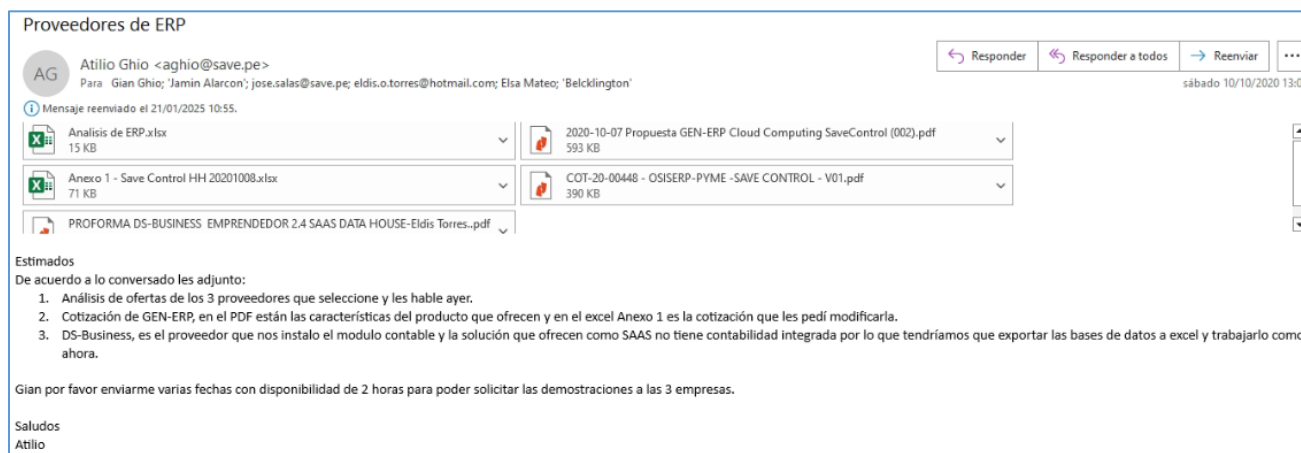 Proveedores de ERP
AG
Atilio Ghio <aghio@save.pe>
Para Gian Ghio; 'Jamin Alarcon'; jose.salas@save.pe; eldis.o.torres@hotmail.com; Elsa Mateo; 'Belcklington'
Responder
Responder a todos
Reenviar
sábado 10/10/2020 13:0
Mensaje reenviado el 21/01/2025 10:55.
Analisis de ERP.xlsx
15 KB
2020-10-07 Propuesta GEN-ERP Cloud Computing SaveControl (002).pdf
593 KB
Anexo 1 - Save Control HH 20201008.xlsx
71 KB
COT-20-00448 - OSISERP-PYME -SAVE CONTROL - V01.pdf
390 KB
PROFORMA DS-BUSINESS EMPRENDEDOR 2.4 SAAS DATA HOUSE-Eldis Torres..pdf
Estimados
De acuerdo a lo conversado les adjunto:
1. Análisis de ofertas de los 3 proveedores que seleccione y les hable ayer.
2. Cotización de GEN-ERP, en el PDF están las características del producto que ofrecen y en el excel Anexo 1 es la cotización que les pedí modificarla.
3. DS-Business, es el proveedor que nos instalo el modulo contable y la solución que ofrecen como SAAS no tiene contabilidad integrada por lo que tendríamos que exportar las bases de datos a excel y trabajarlo como
ahora.
Gian por favor enviarme varias fechas con disponibilidad de 2 horas para poder solicitar las demostraciones a las 3 empresas.
Saludos
Atilio